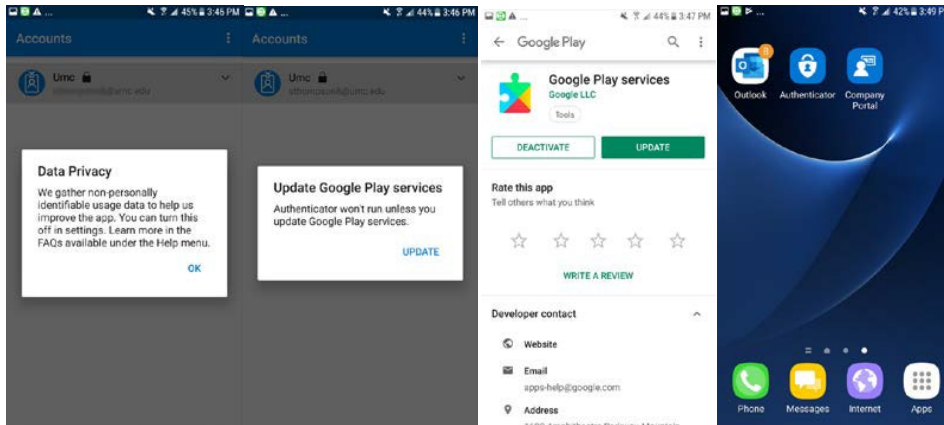 ... 45% 3:45 PM
Accounts
Umc
Data Privacy
We gather non-personally
identifiable usage data to help us
improve the app. You can turn this
off in settings. Learn more in the
FAQs available under the Help menu.
OK
... 44% 3:46 PM
Accounts
Umc
Update Google Play services
Authenticator won't run unless you
update Google Play services.
UPDATE
... 44% 3:47 PM
Google Play
Google Play services
Google LLC
Tools
DEACTIVATE
UPDATE
Rate this app
Tell others what you think
WRITE A REVIEW
Developer contact
Website
Email
apps-help@google.com
Address
... 42% 3:49 P
8
Outlook
Authenticator
Company
Portal
Phone
Messages
Internet
Apps